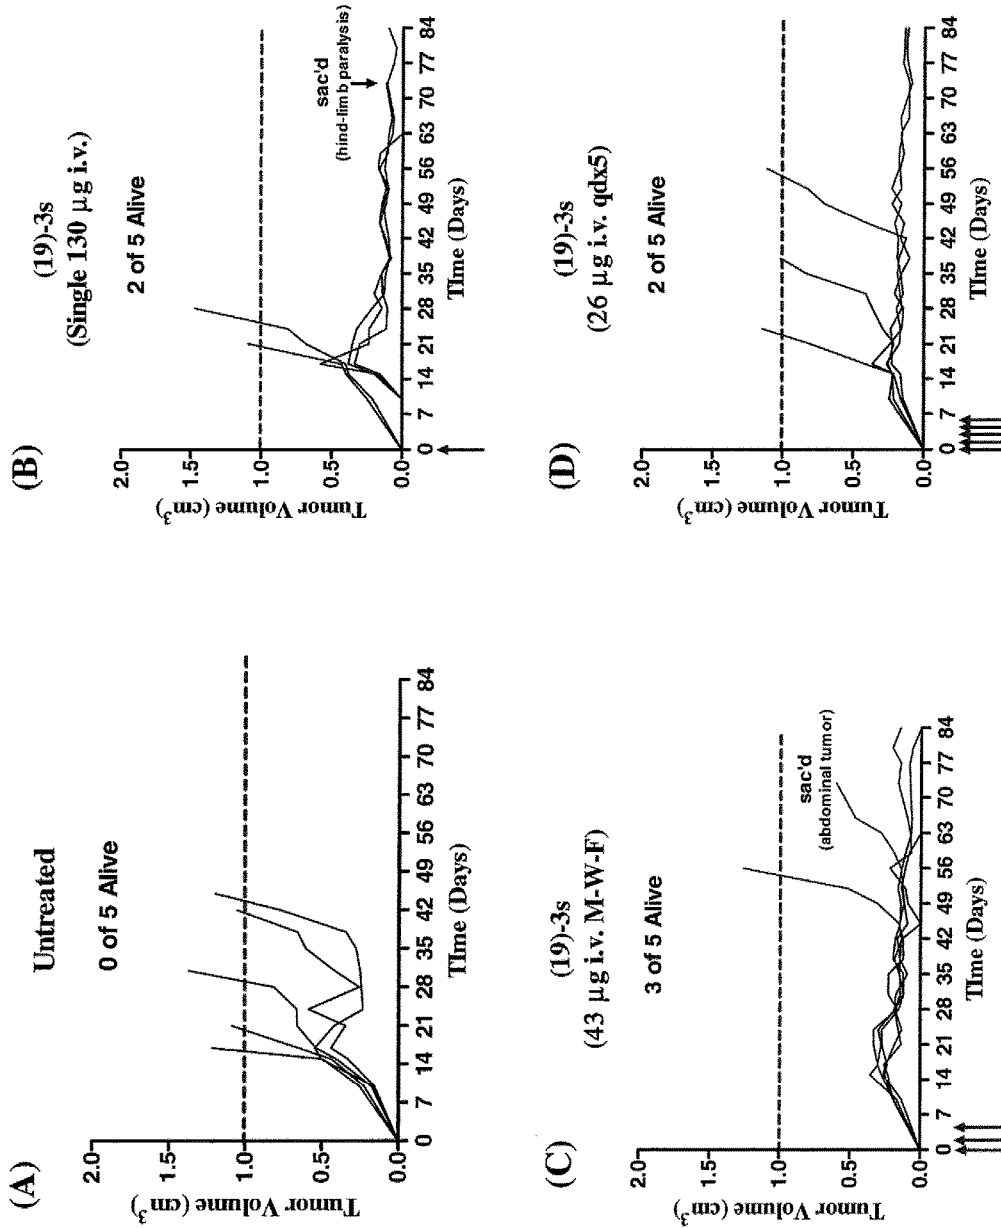 (A)
Untreated
0 of 5 Alive
Tumor Volume (cm³)
2.0
1.5
1.0
0.5
0.0
0 7 14 21 28 35 42 49 56 63 70 77 84
Time (Days)
(B)
(19)-3s
(Single 130 µg i.v.)
2 of 5 Alive
sac'd
(hind-limb paralysis)
Tumor Volume (cm³)
2.0
1.5
1.0
0.5
0.0
0 7 14 21 28 35 42 49 56 63 70 77 84
Time (Days)
(C)
(19)-3s
(43 µg i.v. M-W-F)
3 of 5 Alive
sac'd
(abdominal tumor)
Tumor Volume (cm³)
2.0
1.5
1.0
0.5
0.0
0 7 14 21 28 35 42 49 56 63 70 77 84
Time (Days)
(D)
(19)-3s
(26 µg i.v. qdx5)
2 of 5 Alive
Tumor Volume (cm³)
2.0
1.5
1.0
0.5
0.0
0 7 14 21 28 35 42 49 56 63 70 77 84
Time (Days)